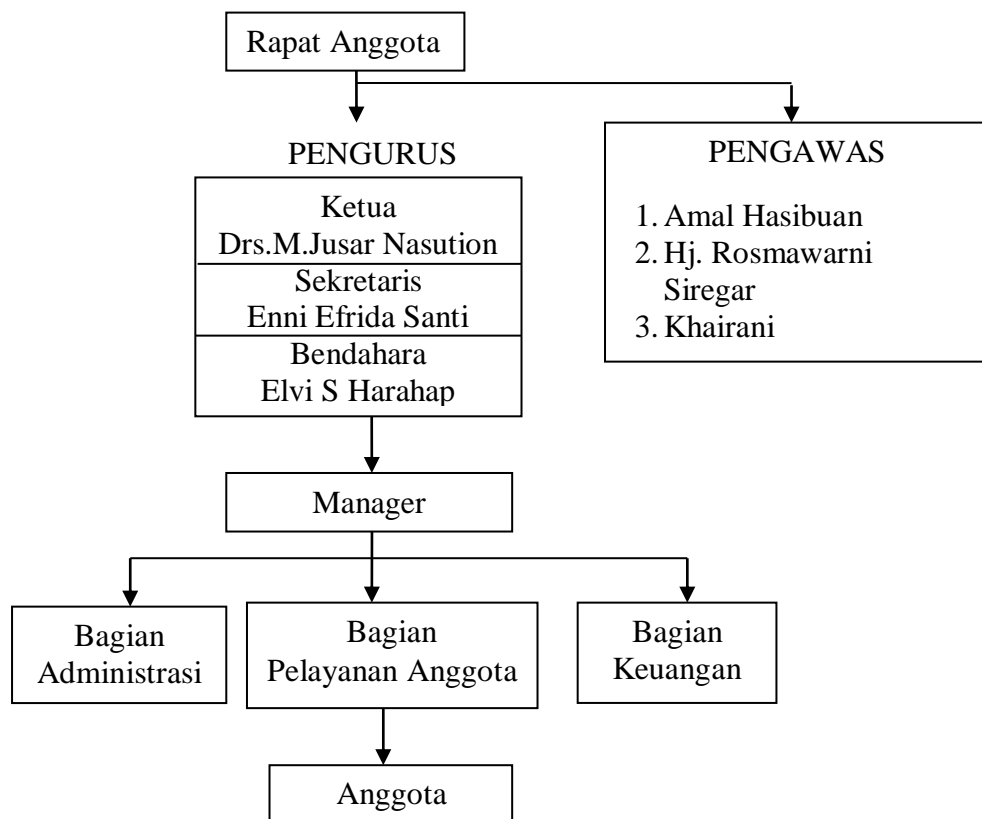 Rapat Anggota
PENGURUS
Ketua
Drs.M.Jusar Nasution
Sekretaris
Enni Efrida Santi
Bendahara
Elvi S Harahap
PENGAWAS
1. Amal Hasibuan
2. Hj. Rosmawarni
Siregar
3. Khairani
Manager
Bagian
Administrasi
Bagian
Pelayanan Anggota
Bagian
Keuangan
Anggota